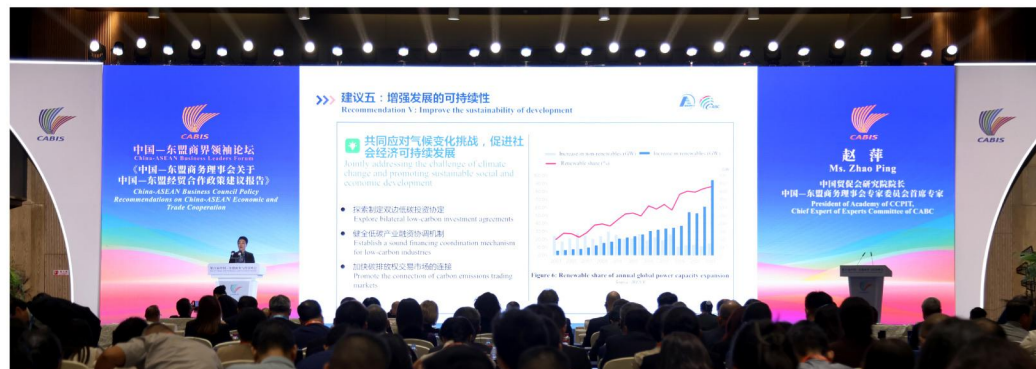 CABIS
CABIS
中国—东盟商界领袖论坛
China-ASEAN Business Leaders Forum
《中国—东盟商务理事会关于
中国—东盟经贸合作政策建议报告》
China-ASEAN Business Council Policy
Recommendations on China-ASEAN Economic and
Trade Cooperation
建议五：增强发展的可持续性
Recommendation V: Improve the sustainability of development
共同应对气候变化挑战，促进社
会经济可持续发展
Jointly addressing the challenge of climate
change and promoting sustainable social and
economic development
探索制定双边低碳投资协定
Explore bilateral low-carbon investment agreements
健全低碳产业融资协调机制
Establish a sound financing coordination mechanism
for low-carbon industries
加快碳排放权交易市场的连接
Promote the connection of carbon emissions trading
markets
Renewable share (%)
Figure 6: Renewable share of annual global power capacity expansion
CABIS
赵 萍
Ms. Zhao Ping
中国贸促会研究院院长
中国—东盟商务理事会专家委员会首席专家
President of Academy of CCPIT,
Chief Expert of Experts Committee of CABC
CABIS